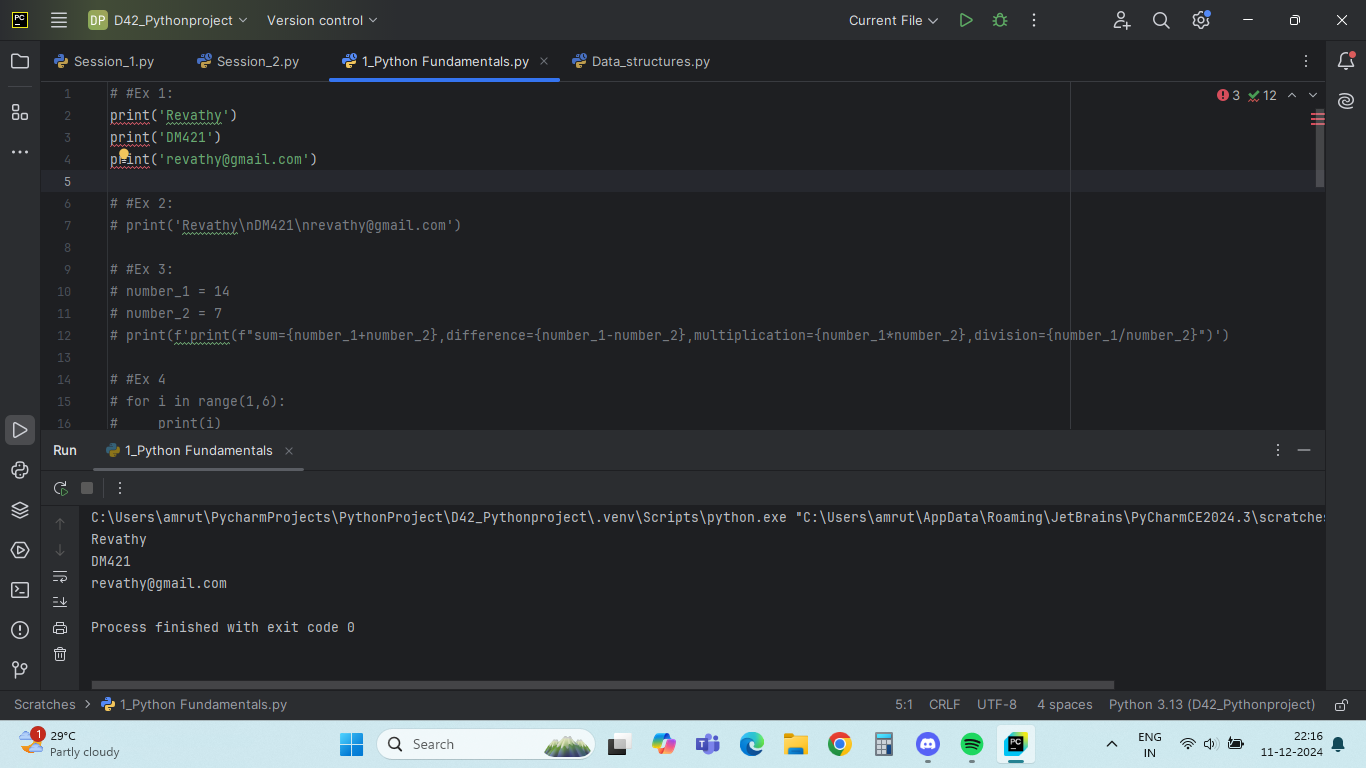 PC
DP D42_Pythonproject Version control Current File
Session_1.py Session_2.py 1_Python Fundamentals.py Data_structures.py
3 12
1 # #Ex 1:
2 print('Revathy')
3 print('DM421')
4 print('revathy@gmail.com')
5
6 # #Ex 2:
7 # print('Revathy\nDM421\nrevathy@gmail.com')
8
9 # #Ex 3:
10 # number_1 = 14
11 # number_2 = 7
12 # print(f'print(f"sum={number_1+number_2},difference={number_1-number_2},multiplication={number_1*number_2},division={number_1/number_2}")')
13
14 # #Ex 4
15 # for i in range(1,6):
16 #     print(i)
Run 1_Python Fundamentals
C:\Users\amrut\PycharmProjects\PythonProject\D42_Pythonproject\.venv\Scripts\python.exe "C:\Users\amrut\AppData\Roaming\JetBrains\PyCharmCE2024.3\scratches
Revathy
DM421
revathy@gmail.com
Process finished with exit code 0
Scratches > 1_Python Fundamentals.py 5:1 CRLF UTF-8 4 spaces Python 3.13 (D42_Pythonproject)
1 29°C
Partly cloudy
Search
PC
ENG
IN
22:16
11-12-2024